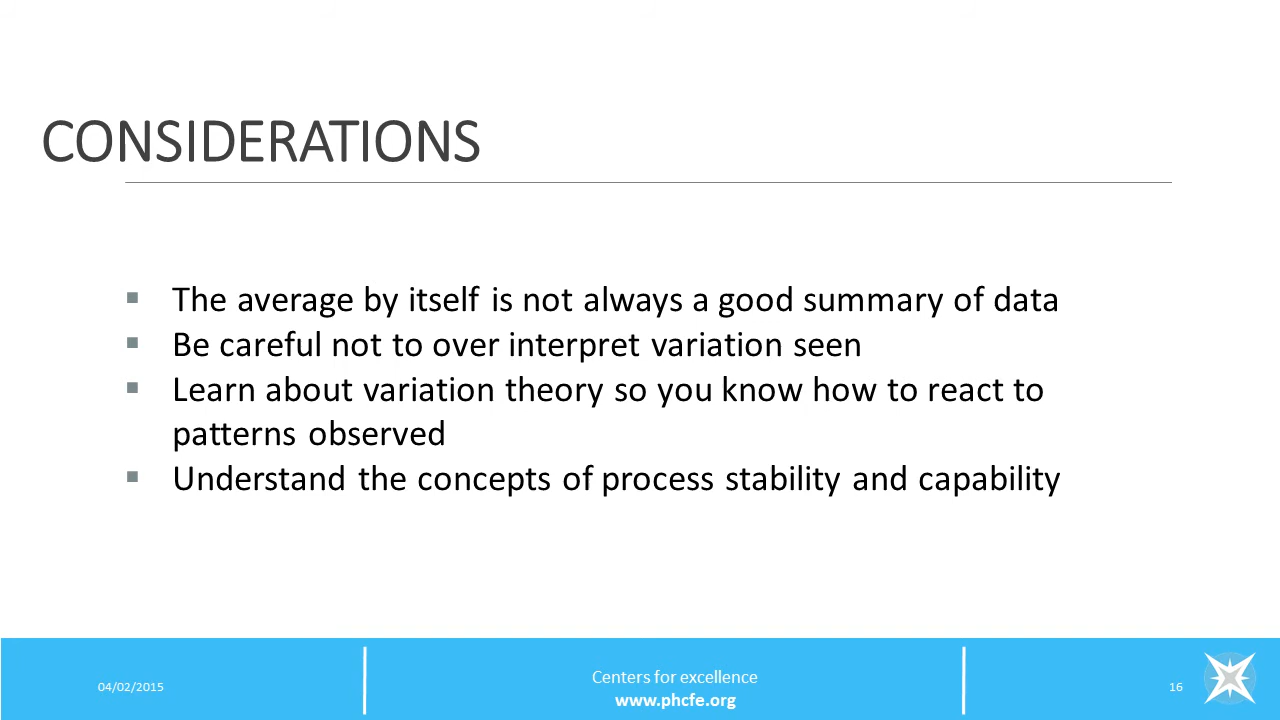 CONSIDERATIONS
▪ The average by itself is not always a good summary of data
▪ Be careful not to over interpret variation seen
▪ Learn about variation theory so you know how to react to
patterns observed
▪ Understand the concepts of process stability and capability
04/02/2015
Centers for excellence
www.phcfe.org
16